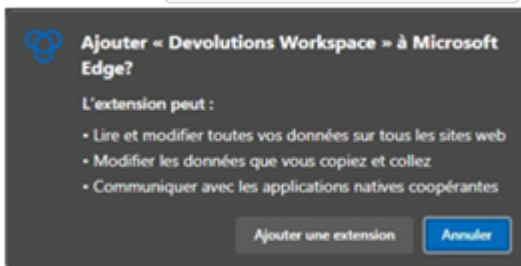 Ajouter « Devolutions Workspace » à Microsoft
Edge?
L'extension peut :
• Lire et modifier toutes vos données sur tous les sites web
• Modifier les données que vous copiez et collez
• Communiquer avec les applications natives coopérantes
Ajouter une extension Annuler